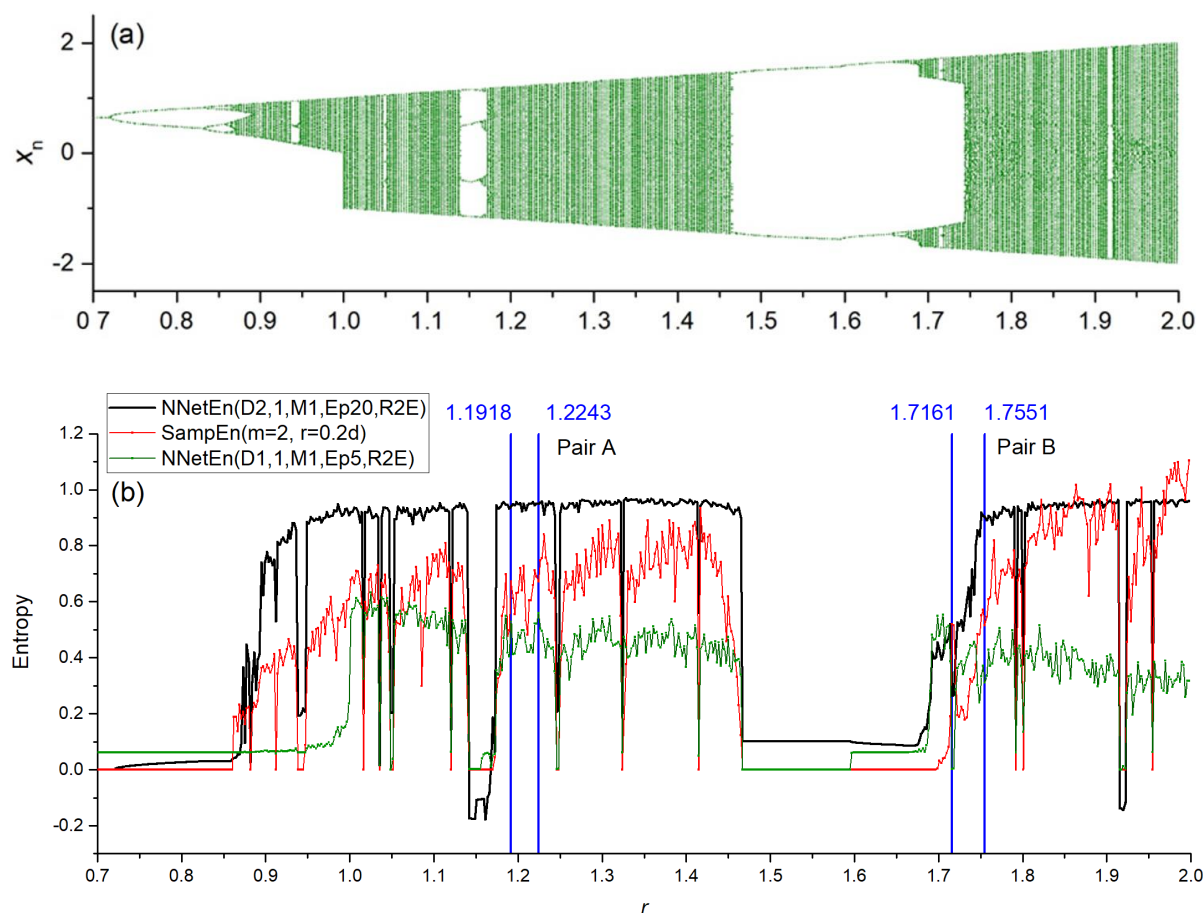 (a)
2
0
-2
x_n
0 7 0.8 0.9 1.0 1.1 1.2 1.3 1.4 1.5 1.6 1.7 1.8 1.9 2.0
NNetEn(D2,1,M1,Ep20,R2E)
SampEn(m=2, r=0.2d)
NNetEn(D1,1,M1,Ep5,R2E)
1.1918 1.2243 1.7161 1.7551
Pair A Pair B
(b)
1.2
1.0
0.8
0.6
0.4
0.2
0.0
-0.2
Entropy
0.7 0.8 0.9 1.0 1.1 1.2 1.3 1.4 1.5 1.6 1.7 1.8 1.9 2.0
r